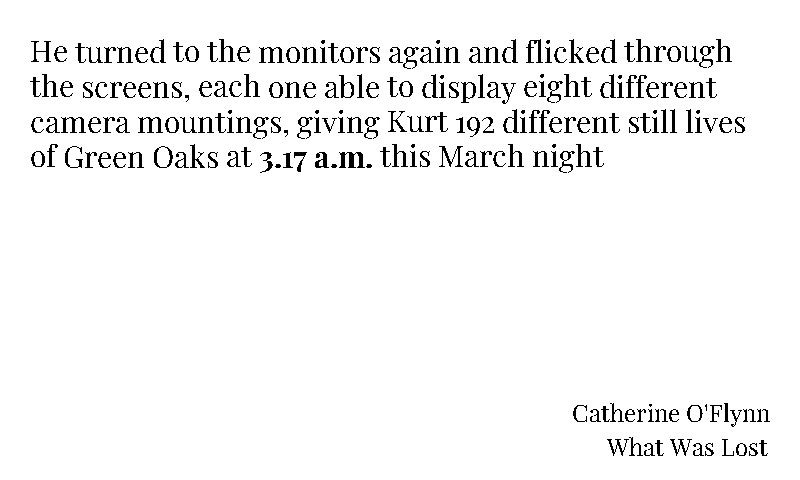 He turned to the monitors again and flicked through
the screens, each one able to display eight different
camera mountings, giving Kurt 192 different still lives
of Green Oaks at 3.17 a.m. this March night
Catherine O'Flynn
What Was Lost